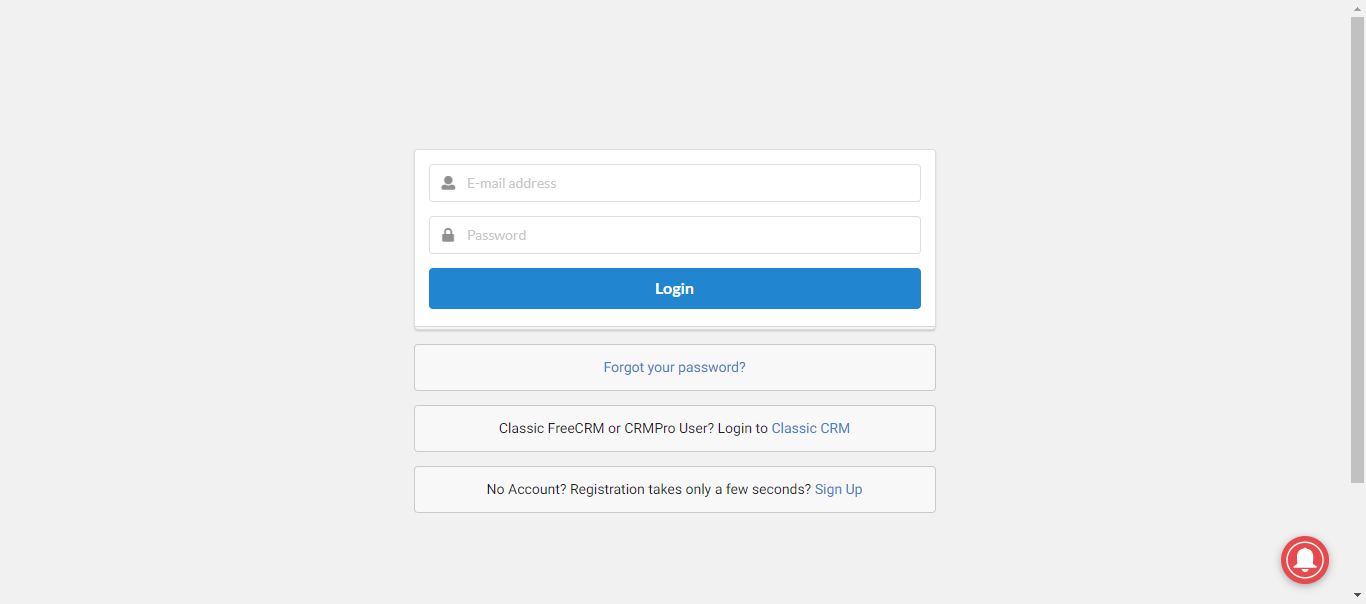 E-mail address
Password
Login
Forgot your password?
Classic FreeCRM or CRMPro User? Login to Classic CRM
No Account? Registration takes only a few seconds? Sign Up